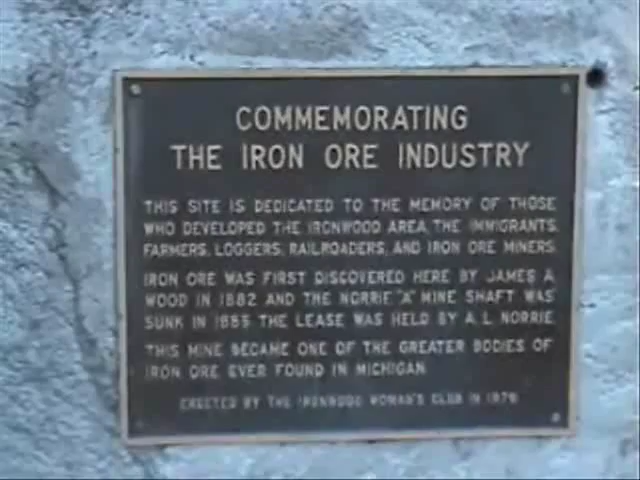 COMMEMORATING
THE IRON ORE INDUSTRY
THIS SITE IS DEDICATED TO THE MEMORY OF THOSE
WHO DEVELOPED THE IRONWOOD AREA, THE IMMIGRANTS,
FARMERS, LOGGERS, RAILROADERS, AND IRON ORE MINERS
IRON ORE WAS FIRST DISCOVERED HERE BY JAMES A
WOOD IN 1882 AND THE NORRIE "A" MINE SHAFT WAS
SUNK IN 1885 THE LEASE WAS HELD BY A. L. NORRIE
THIS MINE BECAME ONE OF THE GREATER BODIES OF
IRON ORE EVER FOUND IN MICHIGAN
ERECTED BY THE IRONWOOD WOMAN'S CLUB IN